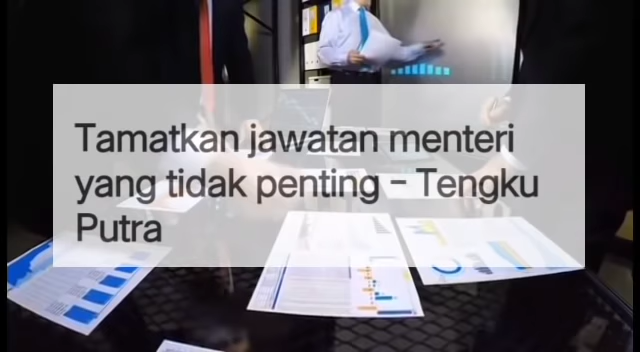 Tamatkan jawatan menteri
yang tidak penting - Tengku
Putra